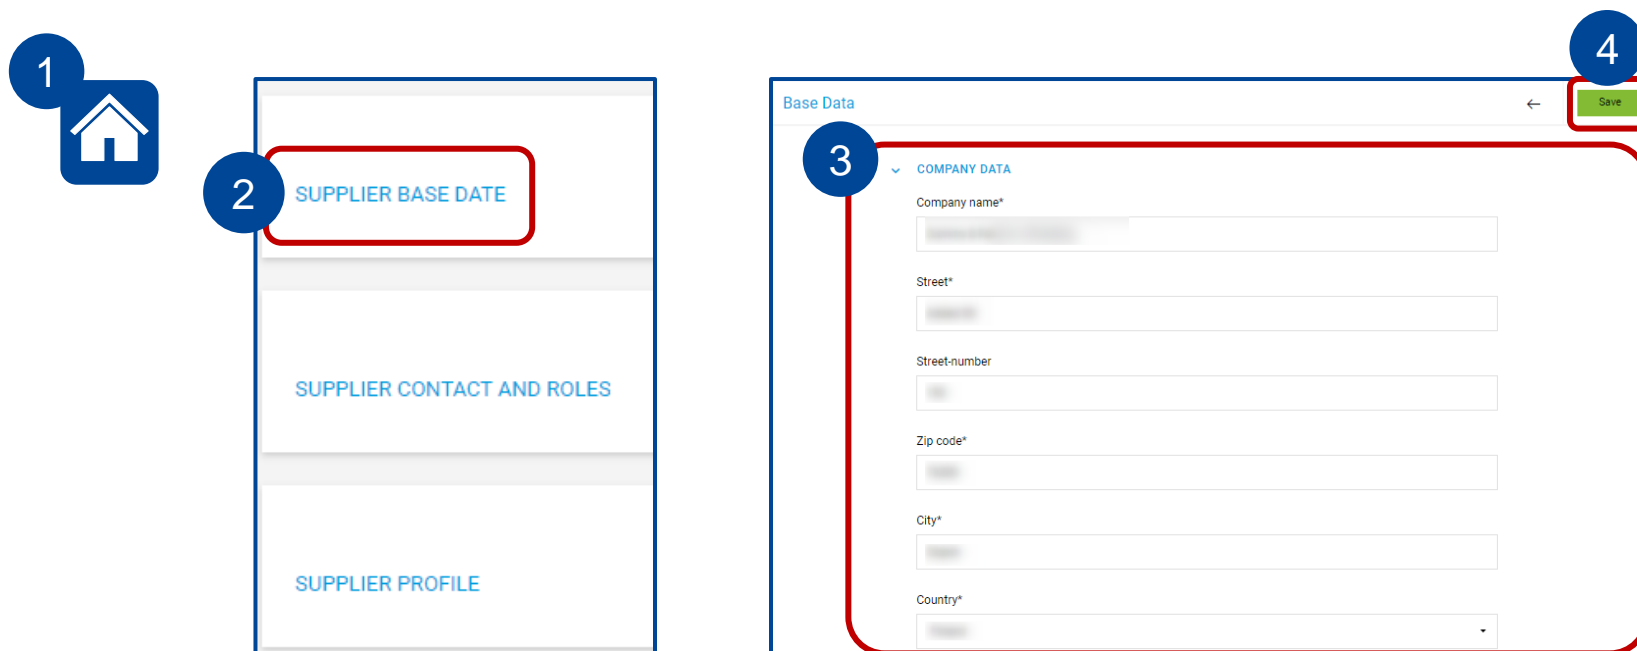 1
2
SUPPLIER BASE DATE
SUPPLIER CONTACT AND ROLES
SUPPLIER PROFILE
4
Base Data
Save
3
COMPANY DATA
Company name*
Street*
Street-number
Zip code*
City*
Country*